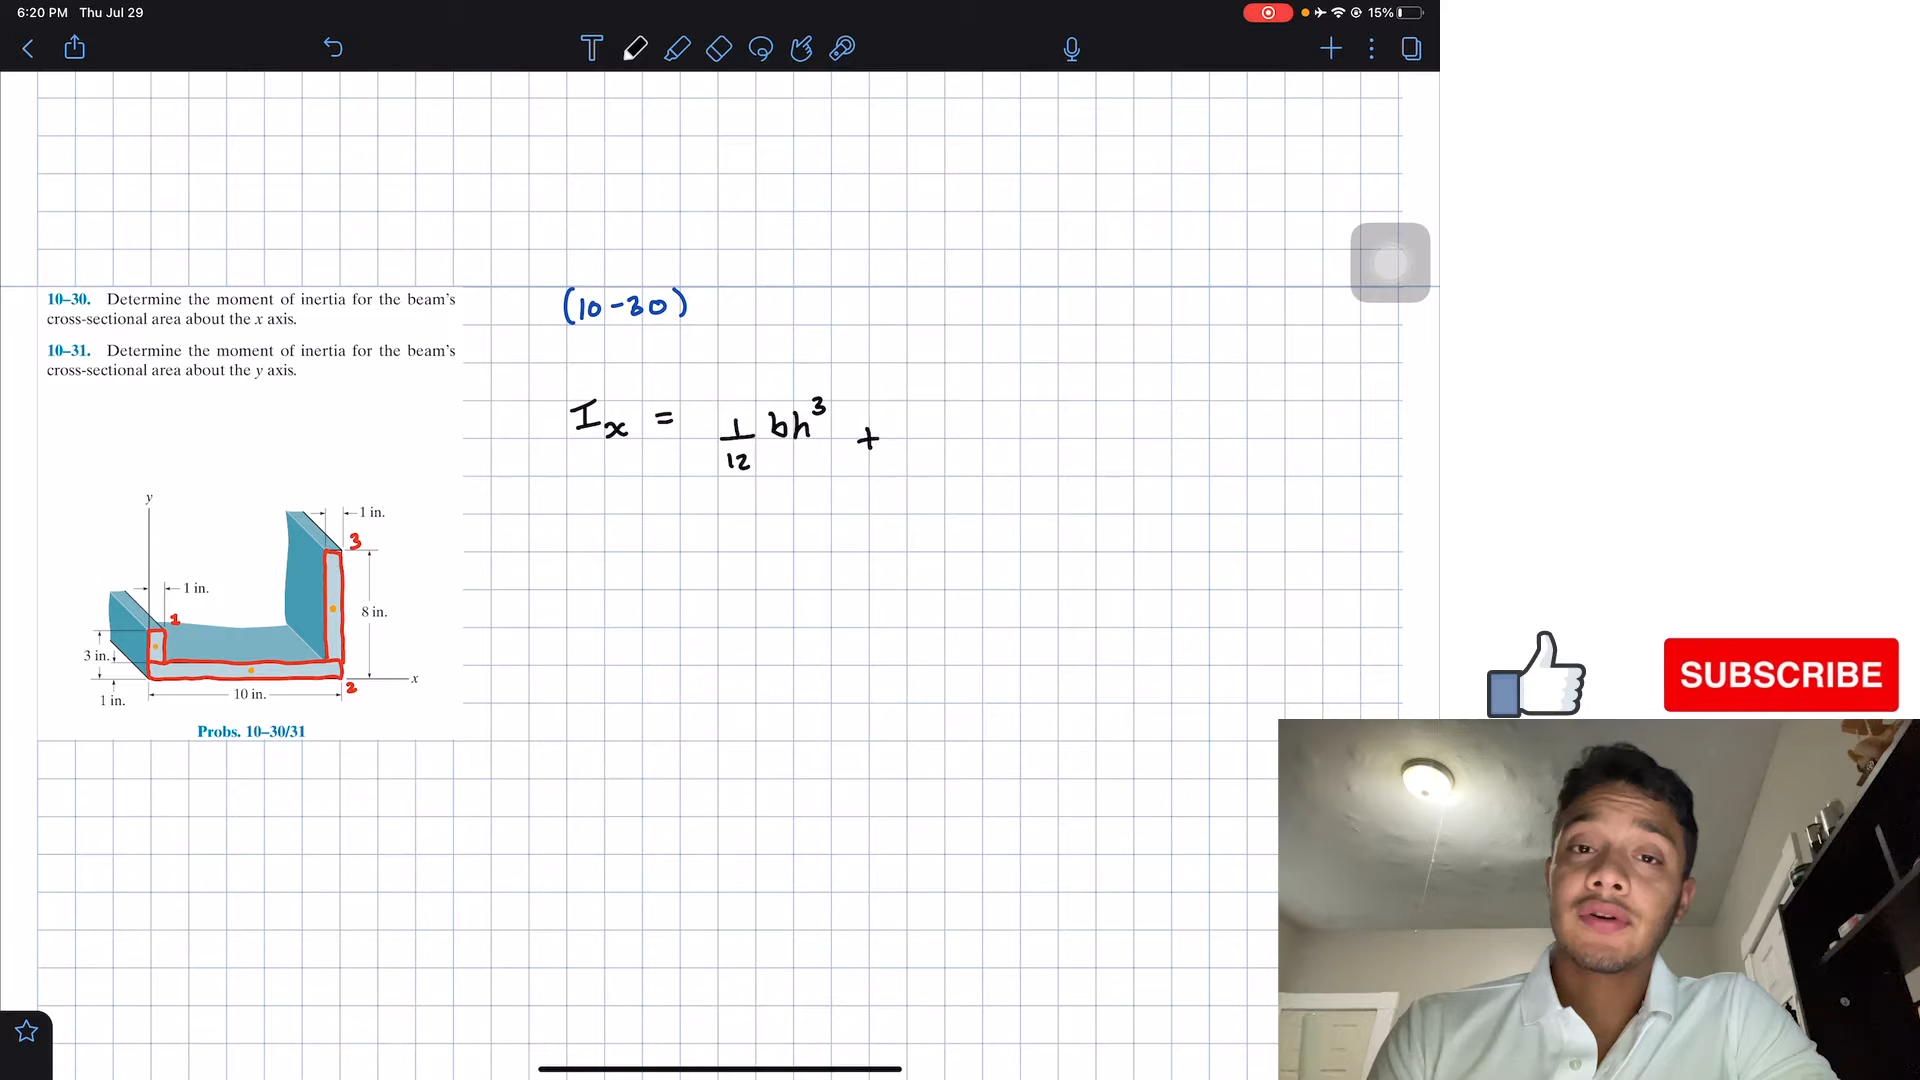 6:20 PM Thu Jul 29
15%
10–30. Determine the moment of inertia for the beam's
cross-sectional area about the x axis.
10–31. Determine the moment of inertia for the beam's
cross-sectional area about the y axis.
(10-30)
Ix = 1/12 bh³ +
y
1 in.
3
1 in.
1
8 in.
3 in.
x
2
10 in.
1 in.
Probs. 10–30/31
SUBSCRIBE